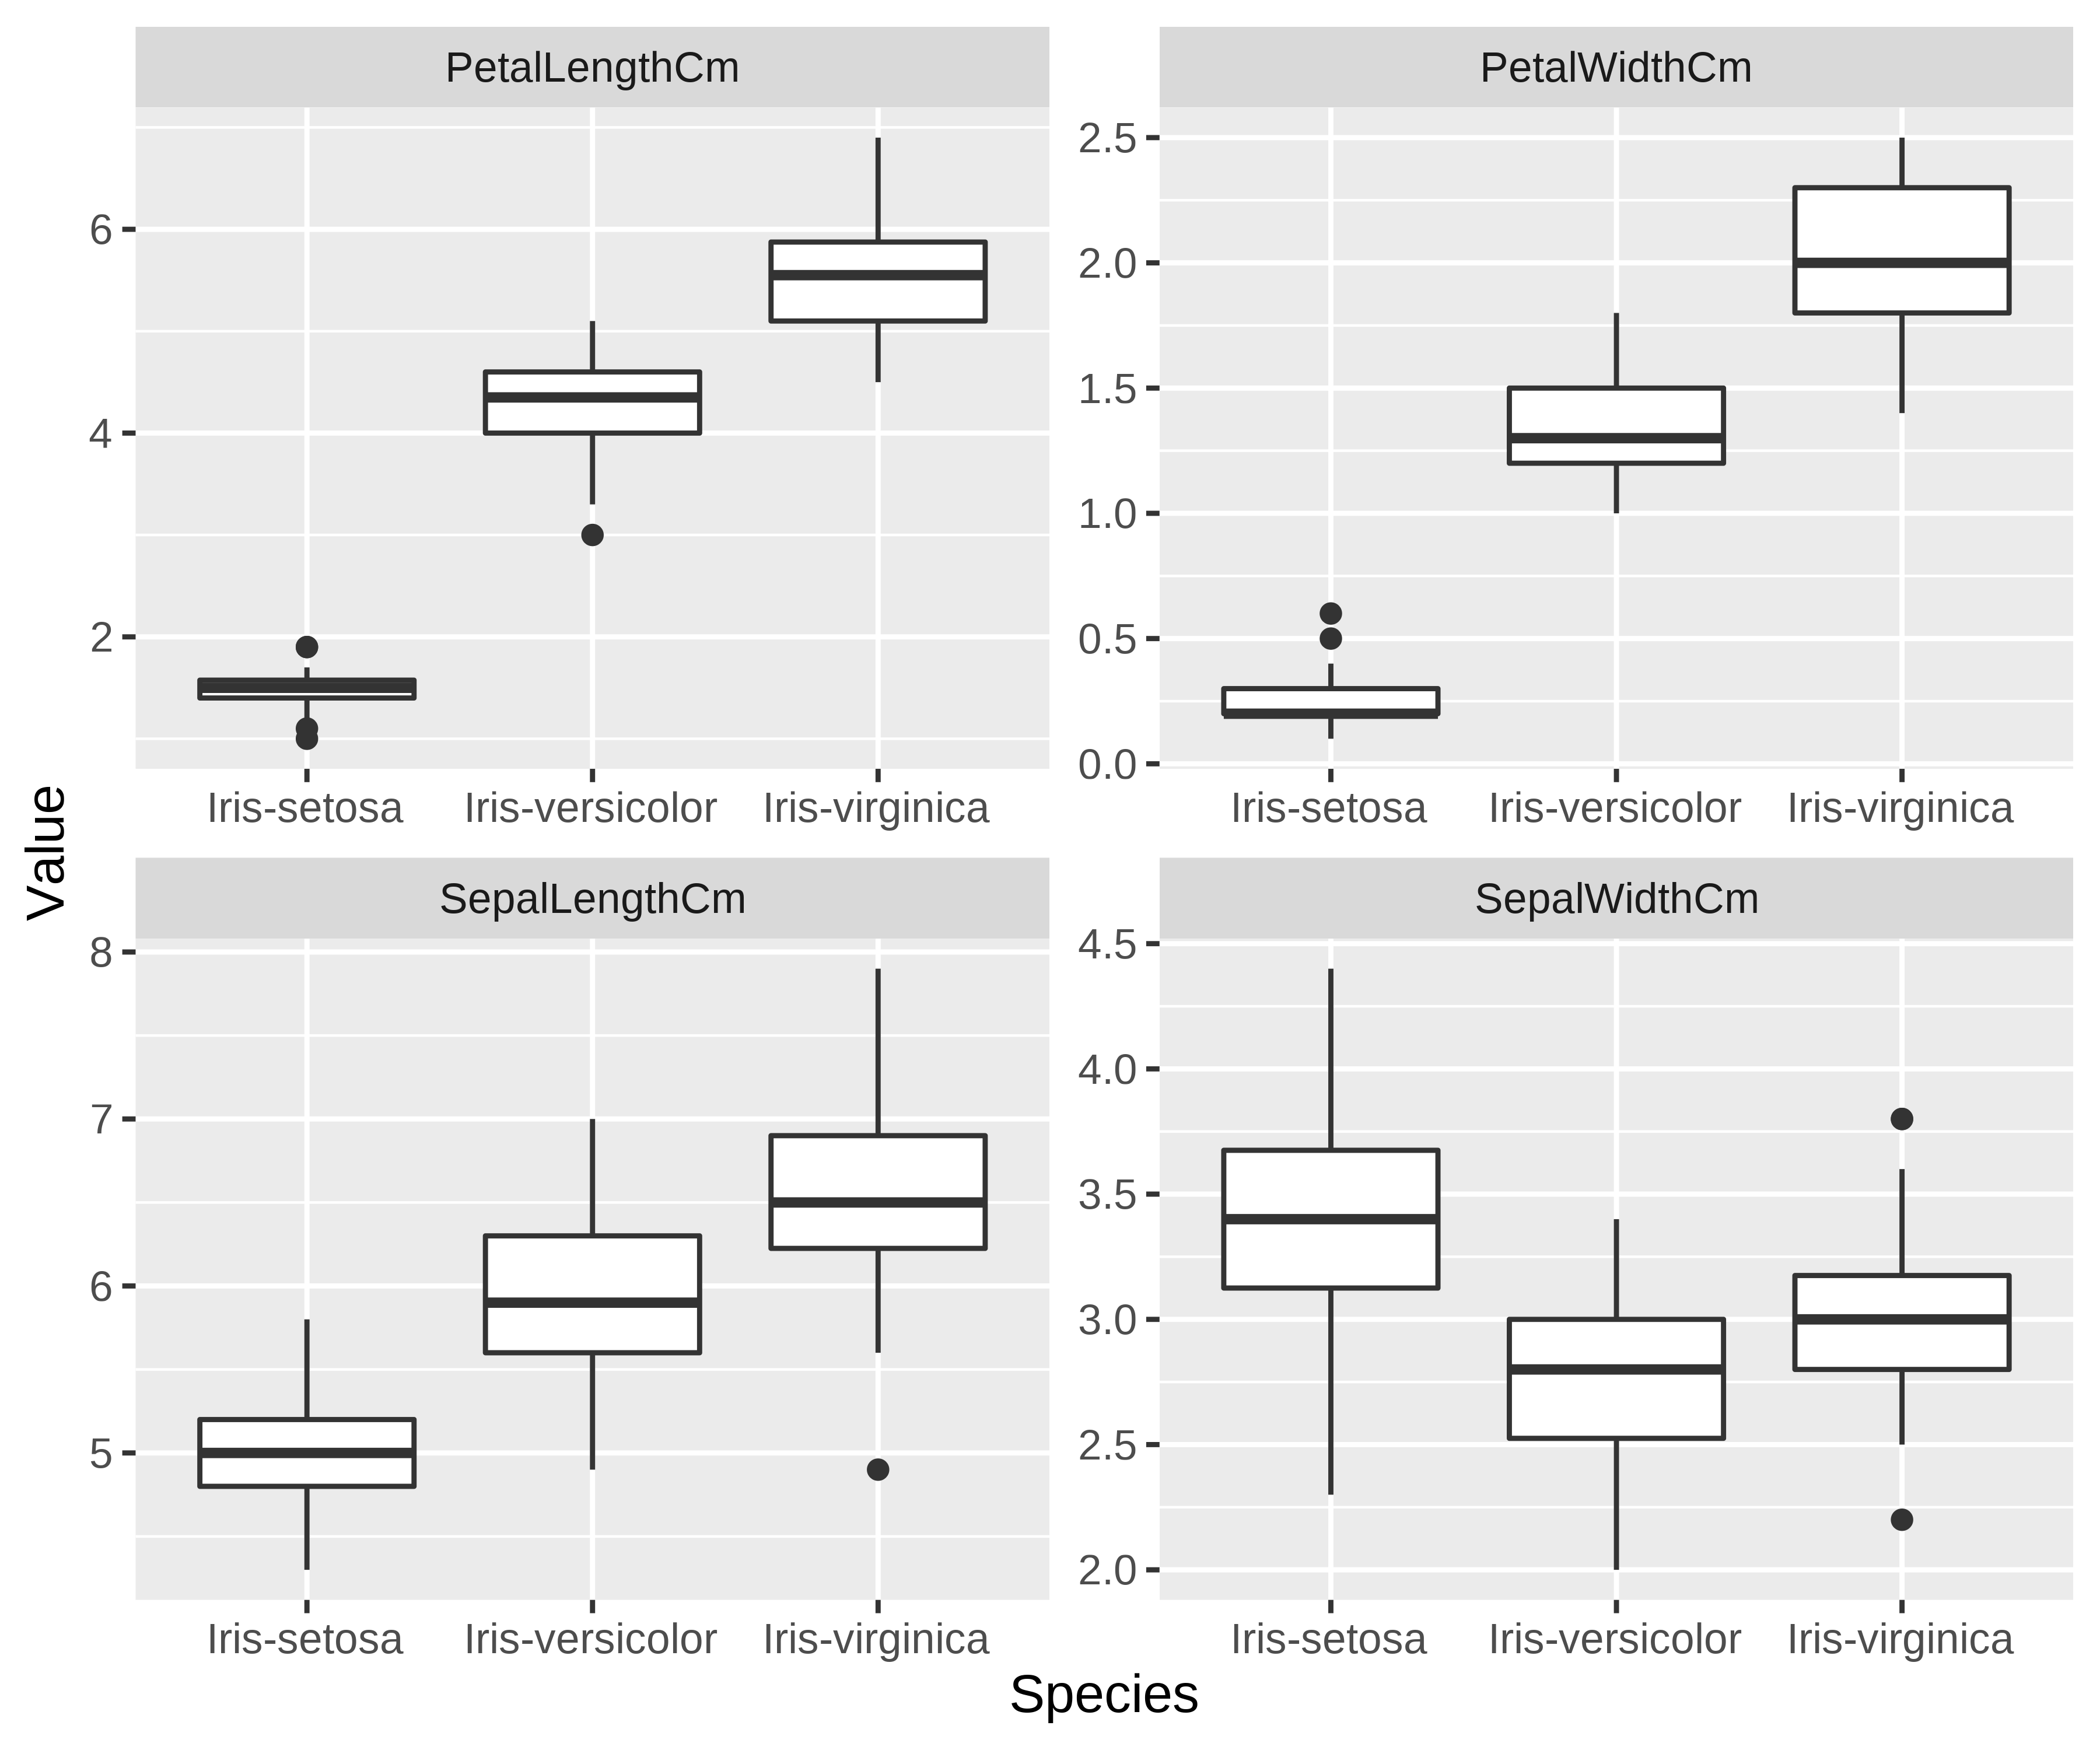 PetalLengthCm
PetalWidthCm
6
4
2
2.5
2.0
1.5
1.0
0.5
0.0
Iris-setosa Iris-versicolor Iris-virginica
Iris-setosa Iris-versicolor Iris-virginica
Value
SepalLengthCm
SepalWidthCm
8
7
6
5
4.5
4.0
3.5
3.0
2.5
2.0
Iris-setosa Iris-versicolor Iris-virginica
Iris-setosa Iris-versicolor Iris-virginica
Species